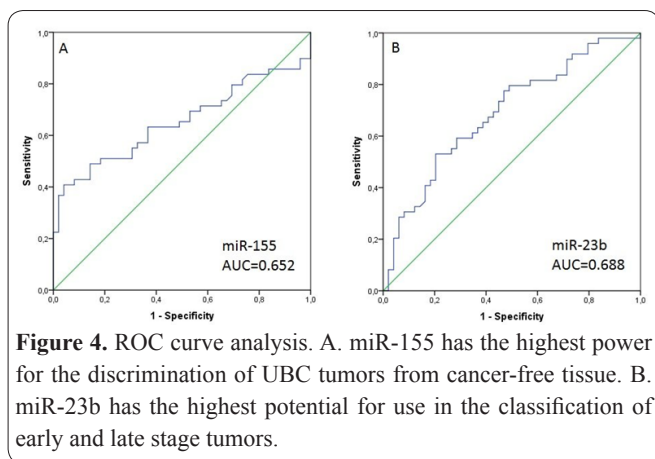 A
1,0
0,8
0,6
0,4
0,2
0,0
Sensitivity
miR-155
AUC=0.652
0,0 0,2 0,4 0,6 0,8 1,0
1 - Specificity
B
1,0
0,8
0,6
0,4
0,2
0,0
Sensitivity
miR-23b
AUC=0.688
0,0 0,2 0,4 0,6 0,8 1,0
1 - Specificity
Figure 4. ROC curve analysis. A. miR-155 has the highest power
for the discrimination of UBC tumors from cancer-free tissue. B.
miR-23b has the highest potential for use in the classification of
early and late stage tumors.